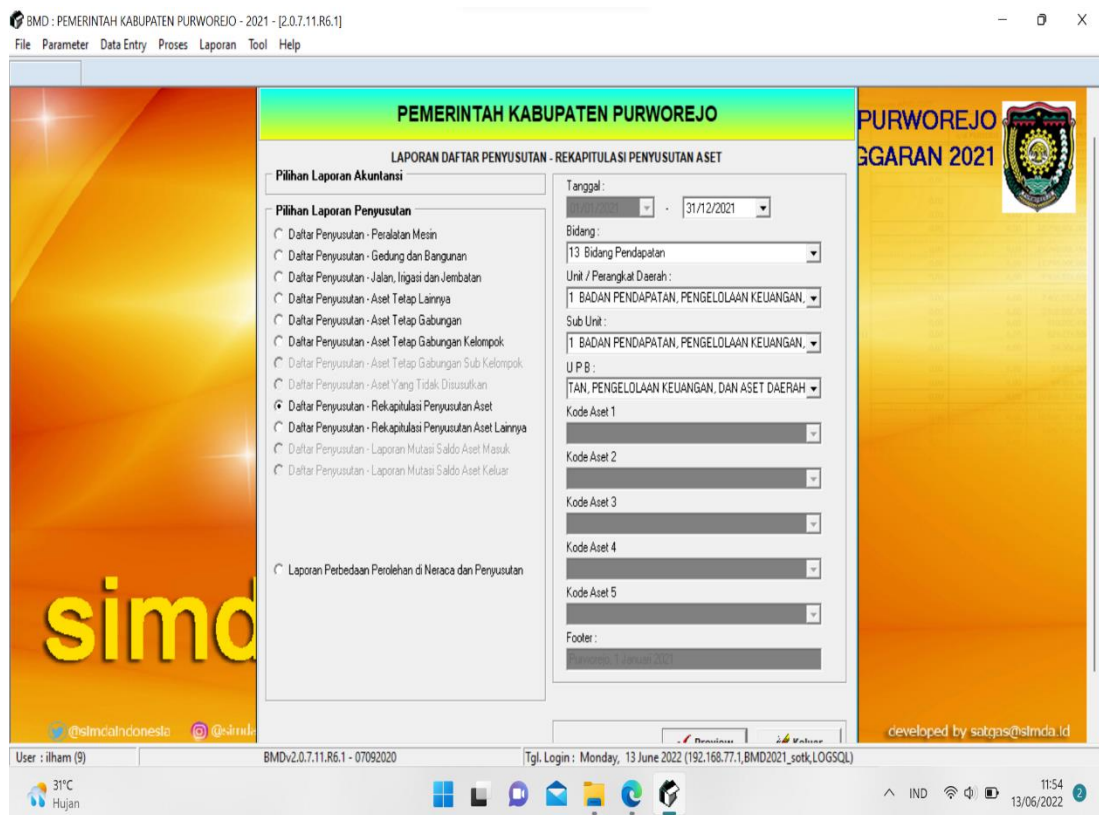 BMD : PEMERINTAH KABUPATEN PURWOREJO - 2021 - [2.0.7.11.R6.1]
File Parameter Data Entry Proses Laporan Tool Help
PEMERINTAH KABUPATEN PURWOREJO
PURWOREJO
GGARAN 2021
LAPORAN DAFTAR PENYUSUTAN - REKAPITULASI PENYUSUTAN ASET
Pilihan Laporan Akuntansi
Pilihan Laporan Penyusutan
Daftar Penyusutan - Peralatan Mesin
Daftar Penyusutan - Gedung dan Bangunan
Daftar Penyusutan - Jalan, Irigasi dan Jembatan
Daftar Penyusutan - Aset Tetap Lainnya
Daftar Penyusutan - Aset Tetap Gabungan
Daftar Penyusutan - Aset Tetap Gabungan Kelompok
Daftar Penyusutan - Aset Tetap Gabungan Sub Kelompok
Daftar Penyusutan - Aset Yang Tidak Disusutkan
Daftar Penyusutan - Rekapitulasi Penyusutan Aset
Daftar Penyusutan - Rekapitulasi Penyusutan Aset Lainnya
Daftar Penyusutan - Laporan Mutasi Saldo Aset Masuk
Daftar Penyusutan - Laporan Mutasi Saldo Aset Keluar
Laporan Perbedaan Perolehan di Neraca dan Penyusutan
Tanggal :
01/01/2021 - 31/12/2021
Bidang :
13 Bidang Pendapatan
Unit / Perangkat Daerah :
1 BADAN PENDAPATAN, PENGELOLAAN KEUANGAN,
Sub Unit :
1 BADAN PENDAPATAN, PENGELOLAAN KEUANGAN,
U P B :
TAN, PENGELOLAAN KEUANGAN, DAN ASET DAERAH
Kode Aset 1
Kode Aset 2
Kode Aset 3
Kode Aset 4
Kode Aset 5
Footer :
Purworejo, 1 Januari 2021
Preview Keluar
simd
@simdaindonesia @simda
developed by satgas@simda.id
User : ilham (9) BMDv2.0.7.11.R6.1 - 07092020 Tgl. Login : Monday, 13 June 2022 (192.168.77.1,BMD2021_sotk,LOGSQL)
31°C
Hujan
IND
11:54
13/06/2022
2